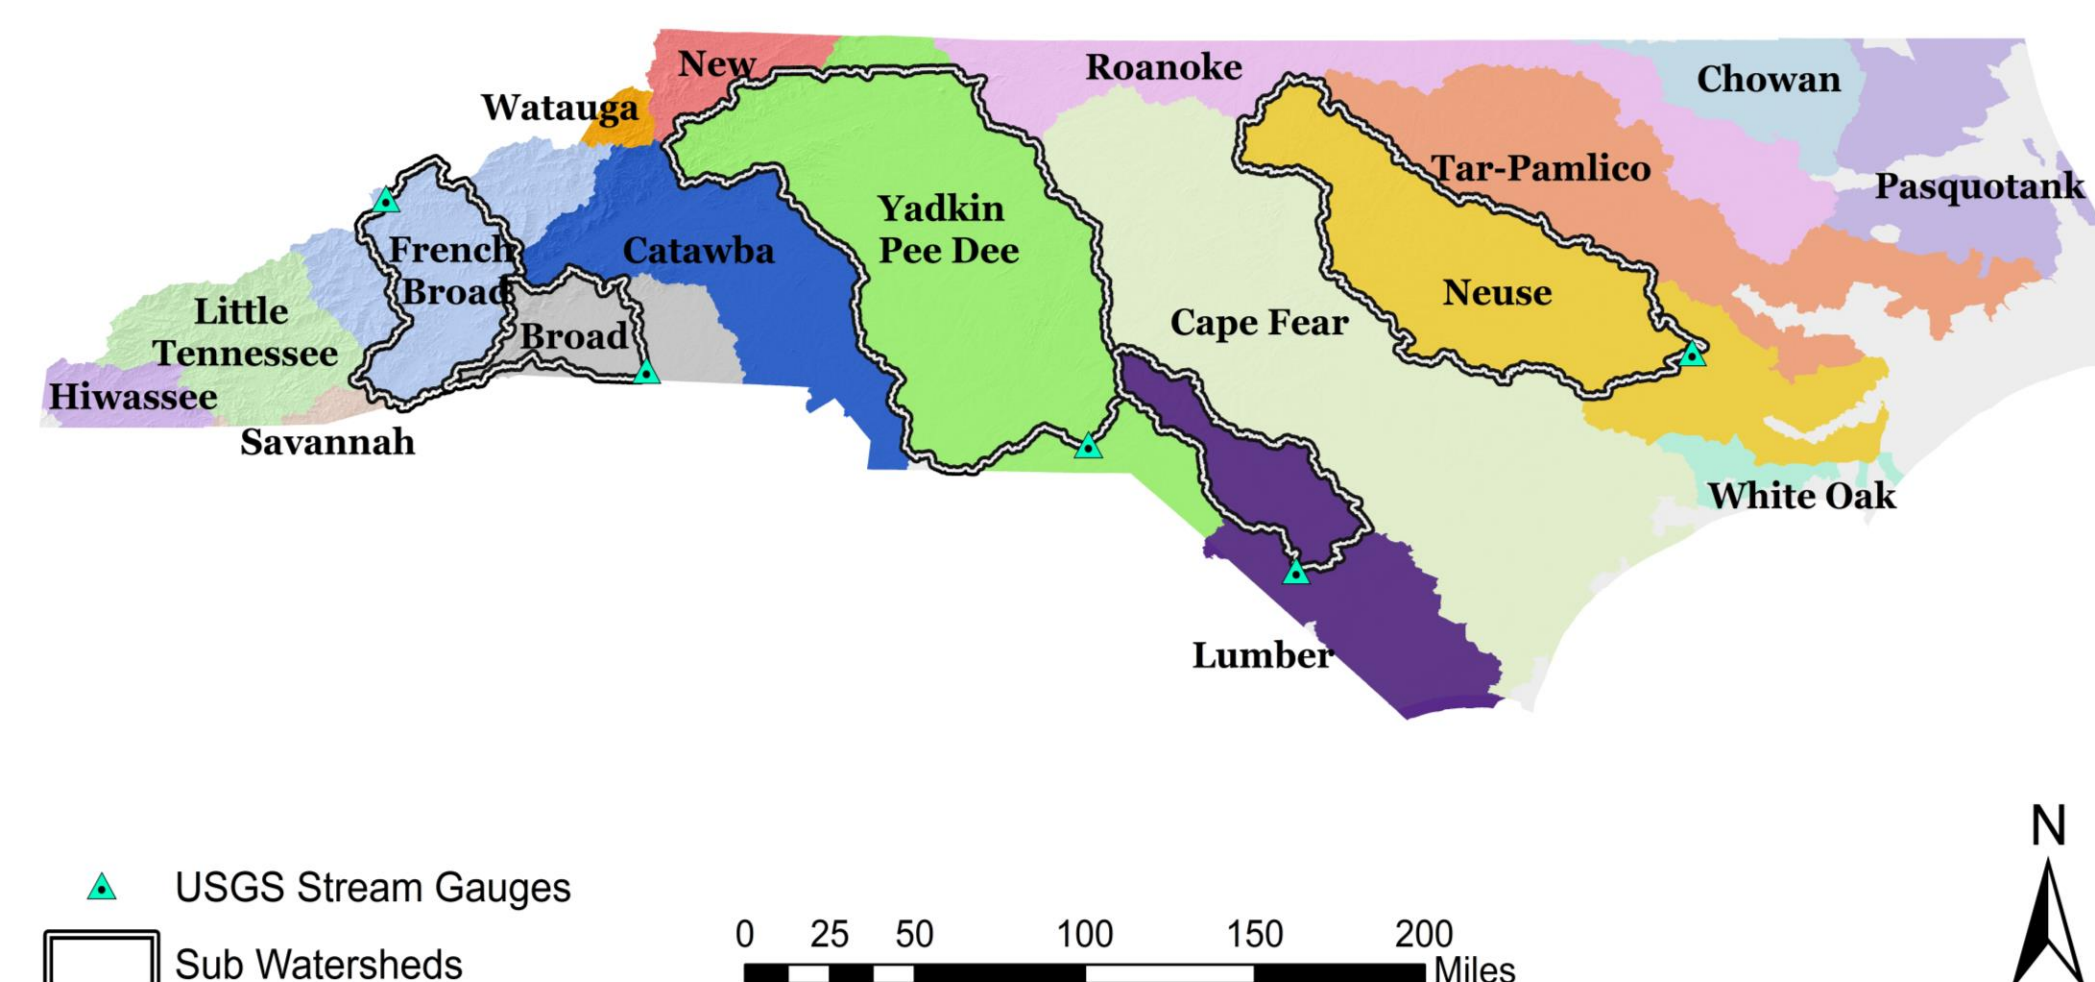 New
Roanoke
Chowan
Watauga
Tar-Pamlico
Pasquotank
Yadkin
Pee Dee
French
Broad
Catawba
Neuse
Little
Tennessee
Broad
Cape Fear
Hiwassee
Savannah
White Oak
Lumber
N
USGS Stream Gauges
Sub Watersheds
0 25 50 100 150 200
Miles